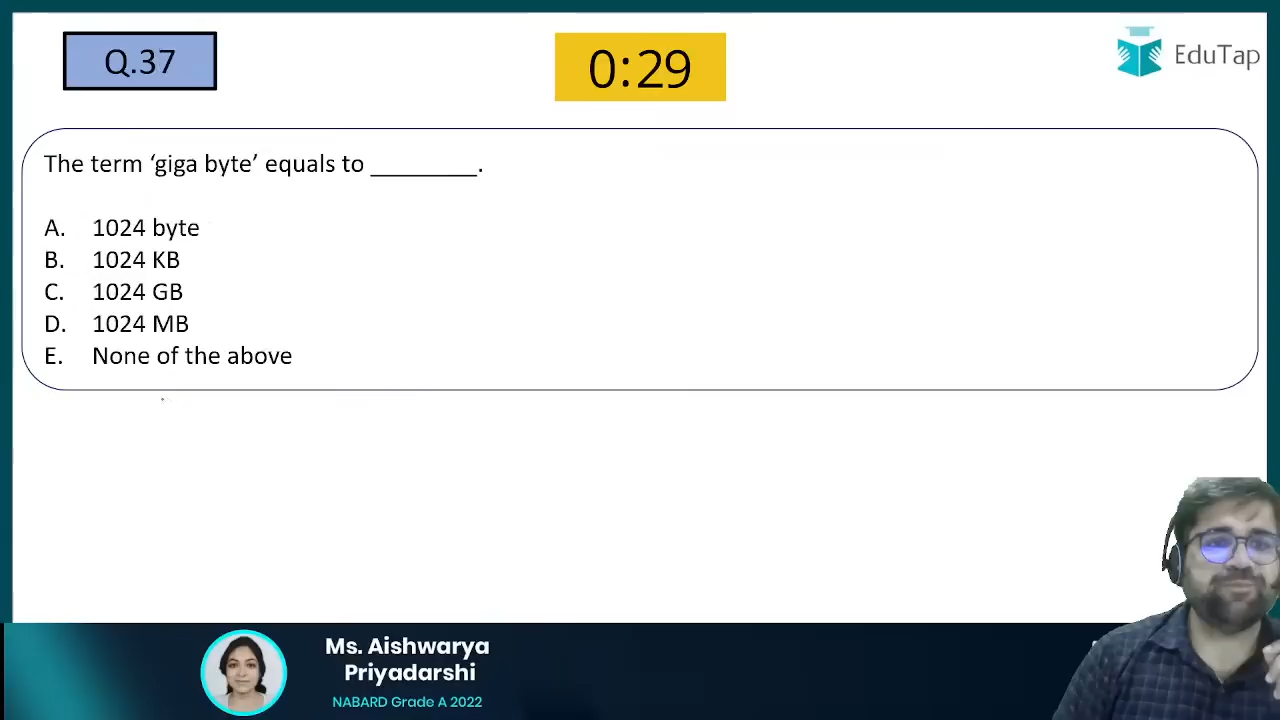 Q.37
0:29
EduTap
The term ‘giga byte’ equals to _________.
A. 1024 byte
B. 1024 KB
C. 1024 GB
D. 1024 MB
E. None of the above
Ms. Aishwarya
Priyadarshi
NABARD Grade A 2022